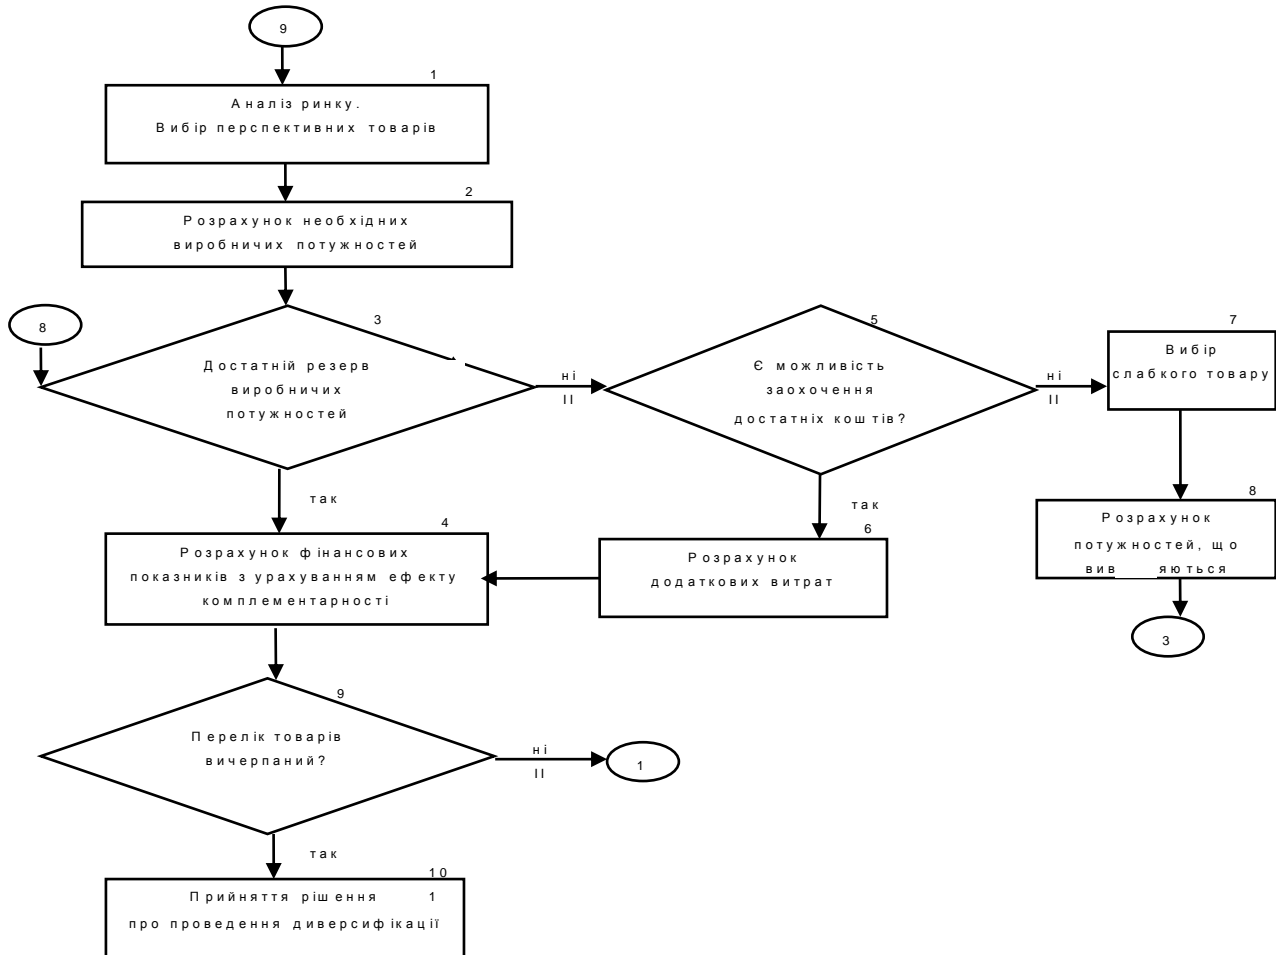 9
1
Аналіз ринку.
Вибір перспективних товарів
2
Розрахунок необхідних
виробничих потужностей
8
3
Достатній резерв
виробничих
потужностей
ні
II
5
Є можливість
заохочення
достатніх коштів?
ні
II
7
Вибір
слабкого товару
так
так
4
Розрахунок фінансових
показників з урахуванням ефекту
комплементарності
6
Розрахунок
додаткових витрат
8
Розрахунок
потужностей, що
3
9
Перелік товарів
вичерпаний?
ні
II
1
так
10
Прийняття рішення
1
про проведення диверсифікації